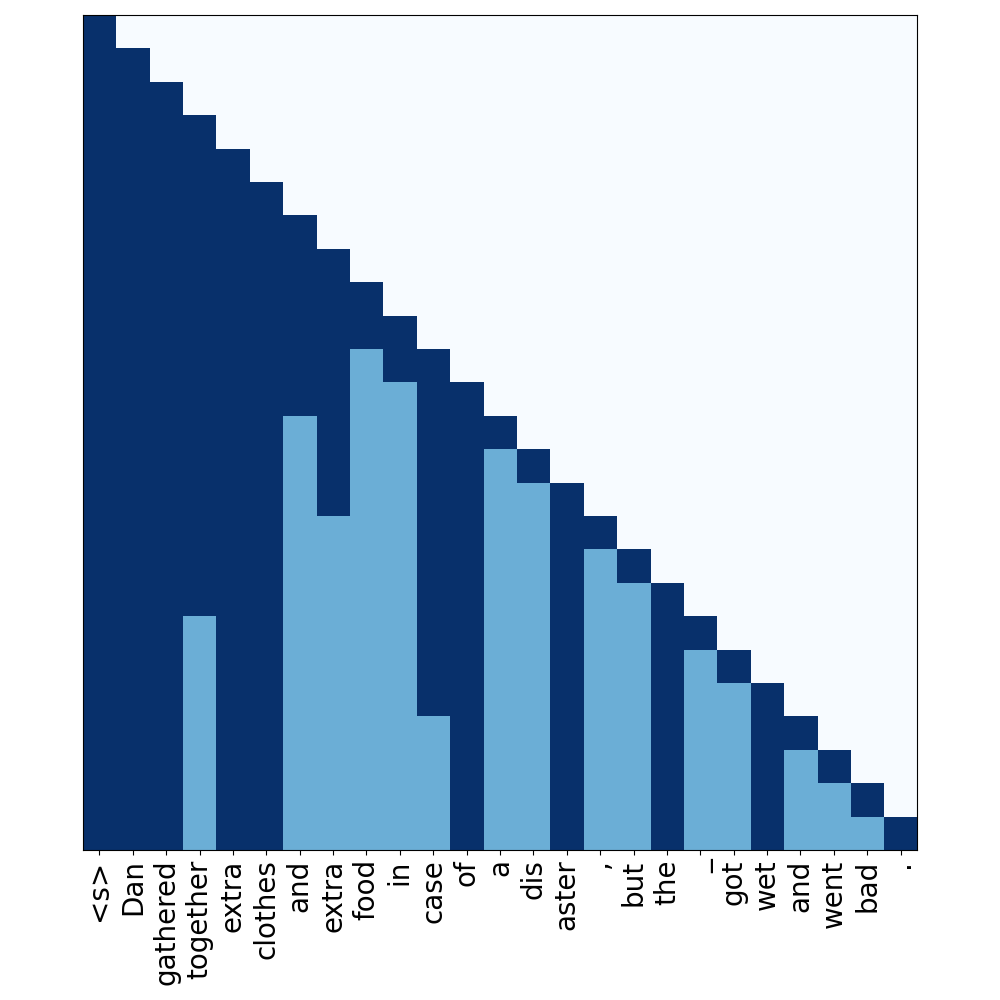 <s> Dan gathered together extra clothes and extra food in case of a dis aster , but the _ got wet and went bad .